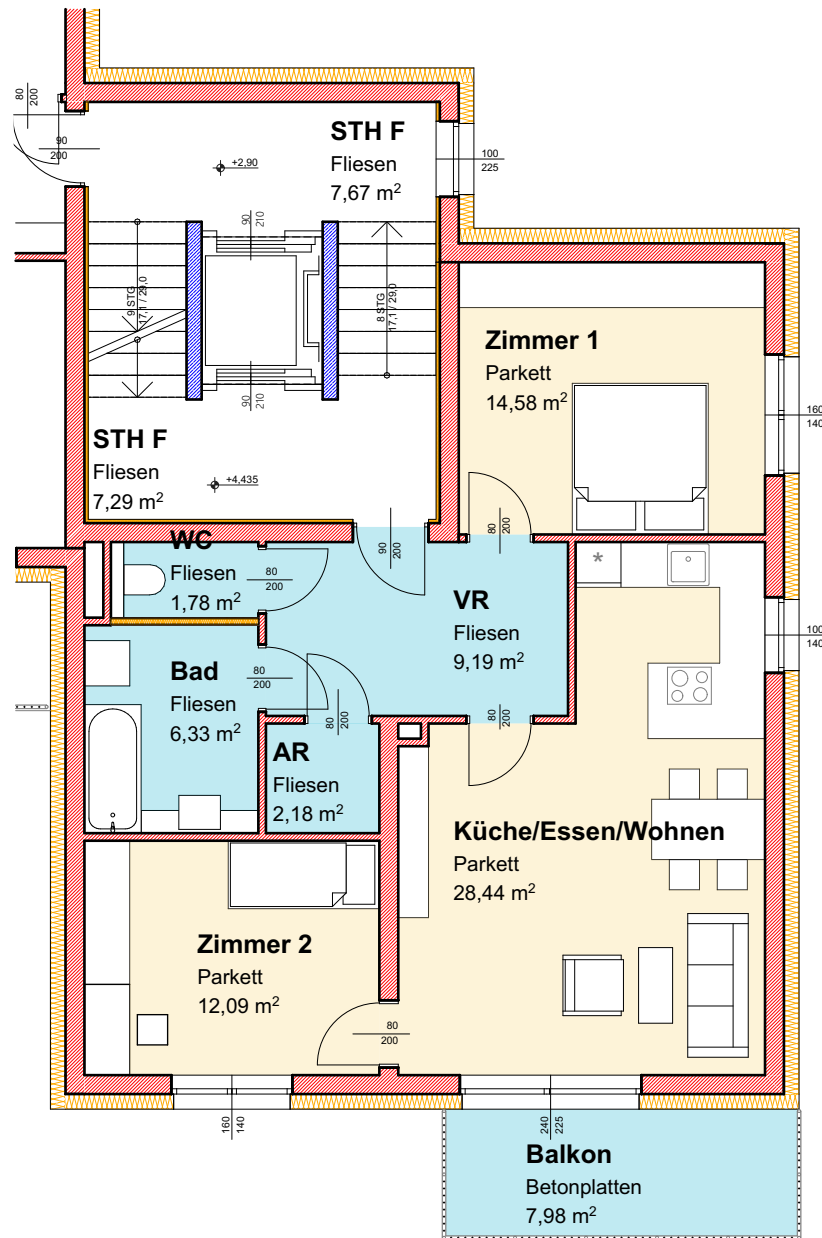 80
200
90
200
+2,90
STH F
Fliesen
7,67 m²
100
225
90
210
9 STG
17,1 / 29,0
8 STG
17,1 / 29,0
90
210
STH F
Fliesen
7,29 m²
+4,435
Zimmer 1
Parkett
14,58 m²
160
140
80
200
90
200
WC
Fliesen
1,78 m²
80
200
VR
Fliesen
9,19 m²
*
100
140
Bad
Fliesen
6,33 m²
80
200
80
200
80
200
AR
Fliesen
2,18 m²
Küche/Essen/Wohnen
Parkett
28,44 m²
Zimmer 2
Parkett
12,09 m²
80
200
160
140
240
225
Balkon
Betonplatten
7,98 m²